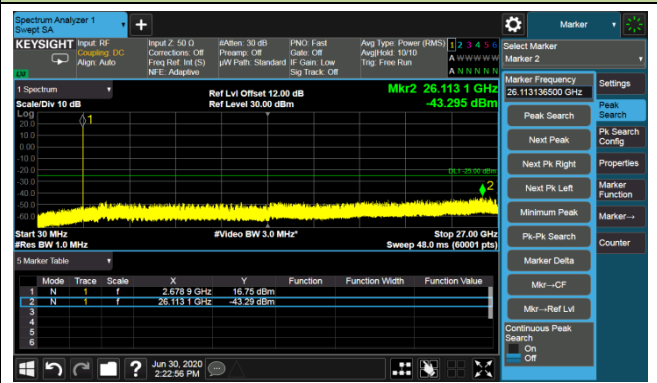 Spectrum Analyzer 1
Swept SA
+
Marker
KEYSIGHT
Input: RF
Coupling: DC
Align: Auto
Input Z: 50 Ω
Corrections: Off
Freq Ref: Int (S)
NFE: Adaptive
#Atten: 30 dB
Preamp: Off
µW Path: Standard
PNO: Fast
Gate: Off
IF Gain: Low
Sig Track: Off
Avg Type: Power (RMS)
Avg|Hold: 10/10
Trig: Free Run
1 2 3 4 5 6
A W W W W W
A N N N N N
LXI
Select Marker
Marker 2
1 Spectrum
Scale/Div 10 dB
Log
Ref Lvl Offset 12.00 dB
Ref Level 30.00 dBm
Mkr2 26.113 1 GHz
-43.295 dBm
20.0
10.0
0.0
-10.0
-20.0
-30.0
-40.0
-50.0
-60.0
1
DL1 -25.00 dBm
2
Start 30 MHz
#Res BW 1.0 MHz
#Video BW 3.0 MHz*
Stop 27.00 GHz
Sweep 48.0 ms (60001 pts)
5 Marker Table
Mode Trace Scale X Y Function Function Width Function Value
1 N 1 f 2.678 9 GHz 16.75 dBm
2 N 1 f 26.113 1 GHz -43.29 dBm
3
4
5
6
Marker Frequency
26.113136500 GHz
Peak Search
Next Peak
Next Pk Right
Next Pk Left
Minimum Peak
Pk-Pk Search
Marker Delta
Mkr→CF
Mkr→Ref Lvl
Continuous Peak
Search
On
Off
Settings
Peak
Search
Pk Search
Config
Properties
Marker
Function
Marker→
Counter
?
Jun 30, 2020
2:22:56 PM